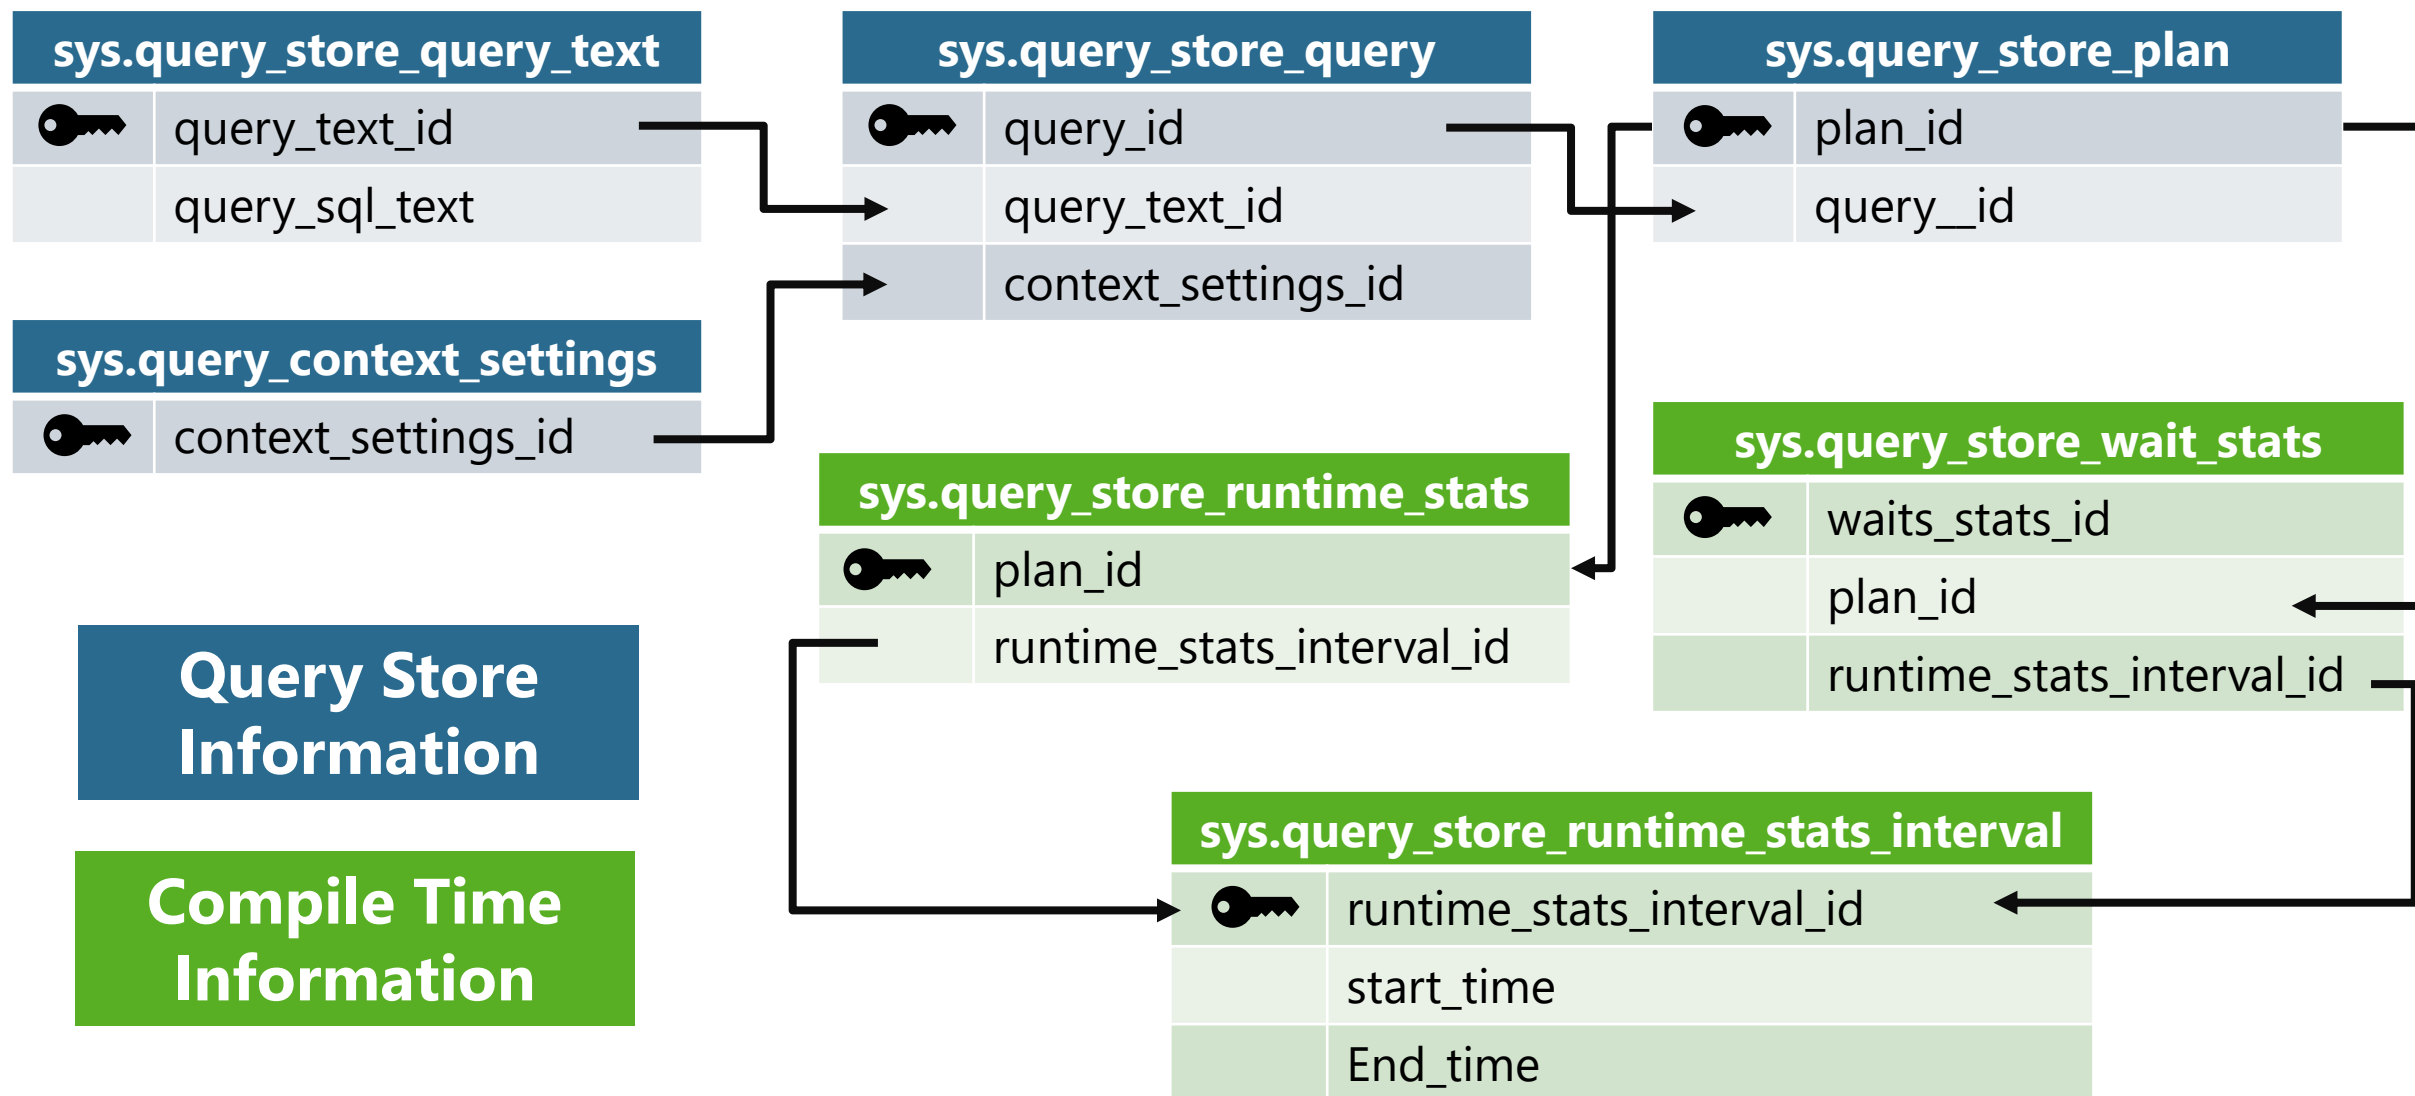 sys.query_store_query_text
query_text_id
query_sql_text
sys.query_store_query
query_id
query_text_id
context_settings_id
sys.query_store_plan
plan_id
query__id
sys.query_context_settings
context_settings_id
sys.query_store_runtime_stats
plan_id
runtime_stats_interval_id
sys.query_store_wait_stats
waits_stats_id
plan_id
runtime_stats_interval_id
Query Store
Information
Compile Time
Information
sys.query_store_runtime_stats_interval
runtime_stats_interval_id
start_time
End_time